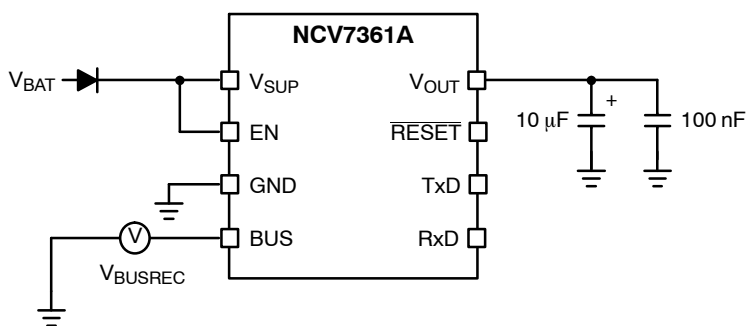 NCV7361A
V_BAT
V_SUP
V_OUT
EN
RESET
10 μF
+
100 nF
GND
TxD
V
BUS
RxD
V_BUSREC